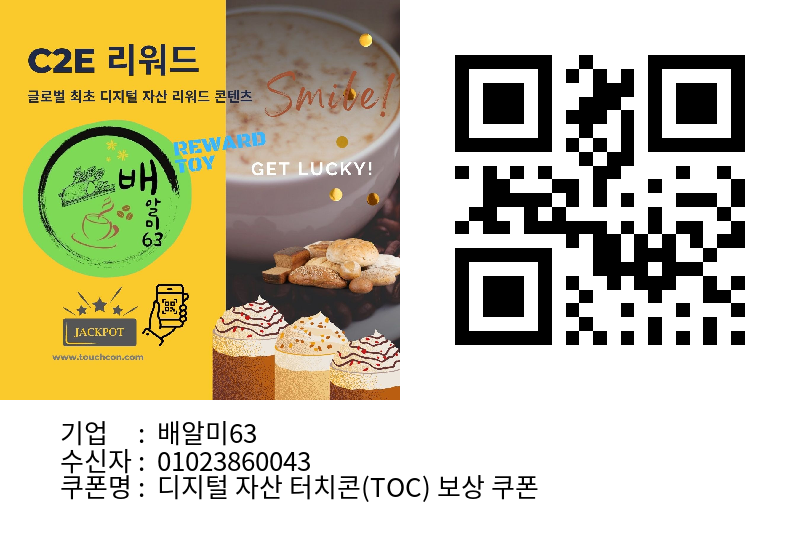 C2E 리워드
글로벌 최초 디지털 자산 리워드 콘텐츠
Smile!
REWARD
TOY
GET LUCKY!
배
알
미
63
JACKPOT
www.touchcon.com
기업 : 배알미63
수신자 : 01023860043
쿠폰명 : 디지털 자산 터치콘(TOC) 보상 쿠폰